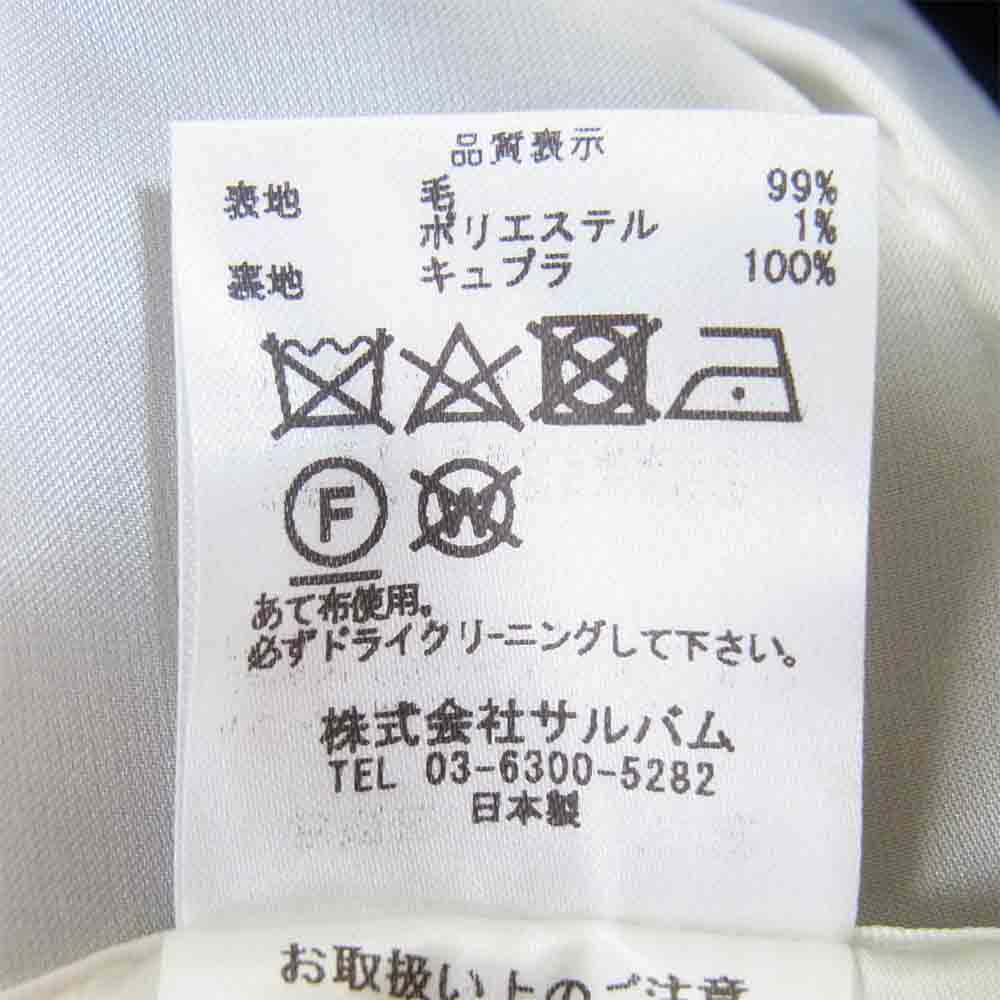 品質表示
表地 毛 99%
ポリエステル 1%
裏地 キュプラ 100%
F W
あて布使用。
必ずドライクリーニングして下さい。
株式会社サルバム
TEL 03-6300-5282
日本製
お取扱い上のご注意